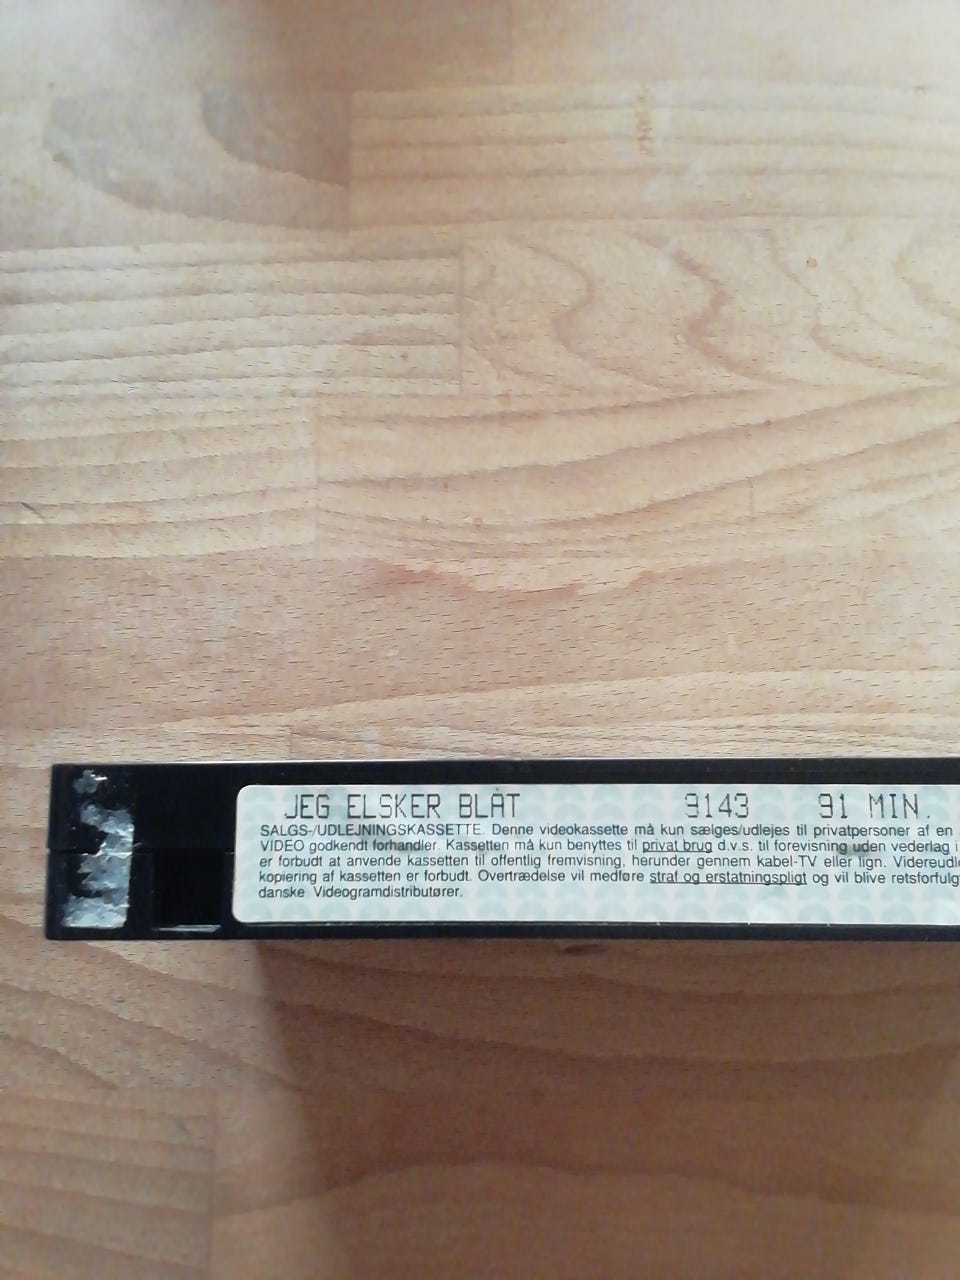 JEG ELSKER BLÅT 9143 91 MIN.
SALGS-/UDLEJNINGSKASSETTE. Denne videokassette må kun sælges/udlejes til privatpersoner af en
VIDEO godkendt forhandler. Kassetten må kun benyttes til privat brug d.v.s. til forevisning uden vederlag i
er forbudt at anvende kassetten til offentlig fremvisning, herunder gennem kabel-TV eller lign. Videreudle
kopiering af kassetten er forbudt. Overtrædelse vil medføre straf og erstatningspligt og vil blive retsforfulgt
danske Videogramdistributører.